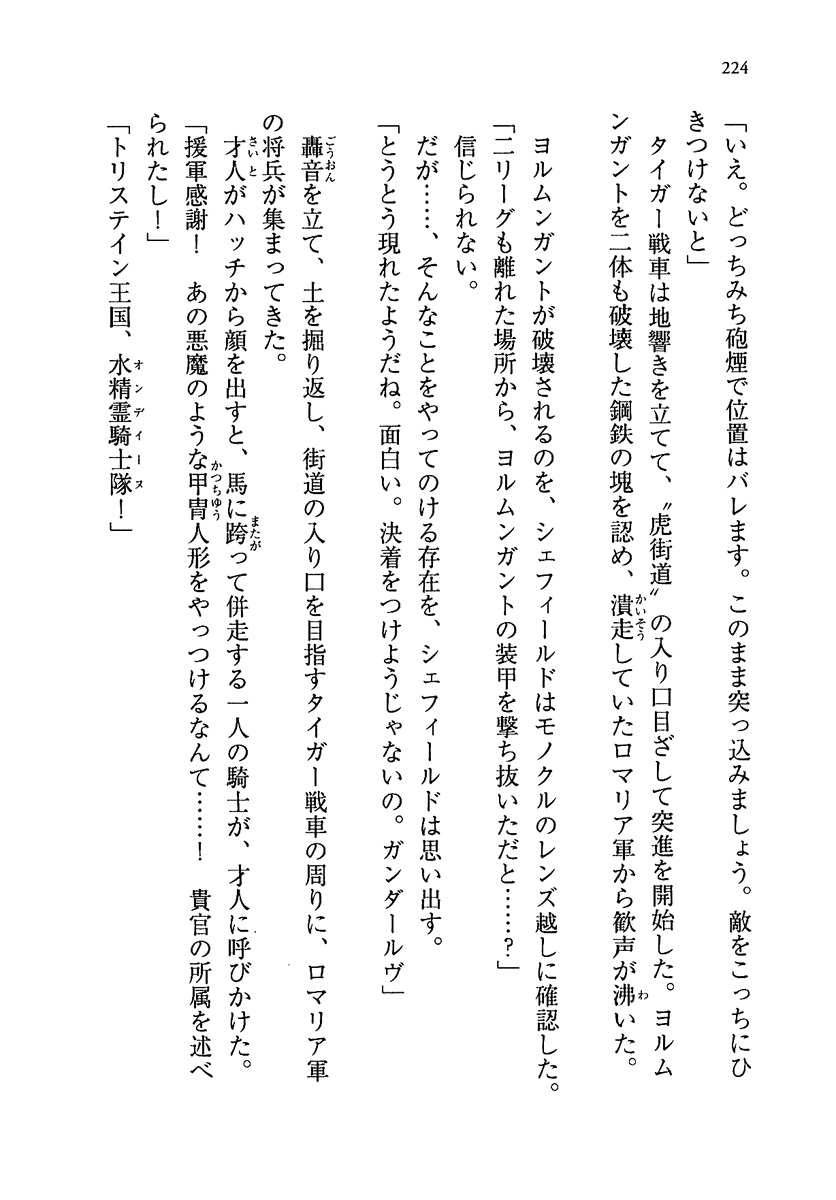 224
「いえ。どっちみち砲煙で位置はバレます。このまま突っ込みましょう。敵をこっちにひ
きつけないと」
　タイガー戦車は地響きを立てて、〝虎街道〟の入り口目ざして突進を開始した。ヨルム
ンガントを二体も破壊した鋼鉄の塊を認め、潰走していたロマリア軍から歓声が沸いた。
　ヨルムンガントが破壊されるのを、シェフィールドはモノクルのレンズ越しに確認した。
「二リーグも離れた場所から、ヨルムンガントの装甲を撃ち抜いただと……？」
　信じられない。
　だが……、そんなことをやってのける存在を、シェフィールドは思い出す。
「とうとう現れたようだね。面白い。決着をつけようじゃないの。ガンダールヴ」
　轟音を立て、土を掘り返し、街道の入り口を目指すタイガー戦車の周りに、ロマリア軍
の将兵が集まってきた。
　才人がハッチから顔を出すと、馬に跨って併走する一人の騎士が、才人に呼びかけた。
「援軍感謝！　あの悪魔のような甲冑人形をやっつけるなんて……！　貴官の所属を述べ
られたし！」
「トリステイン王国、水精霊騎士隊！」